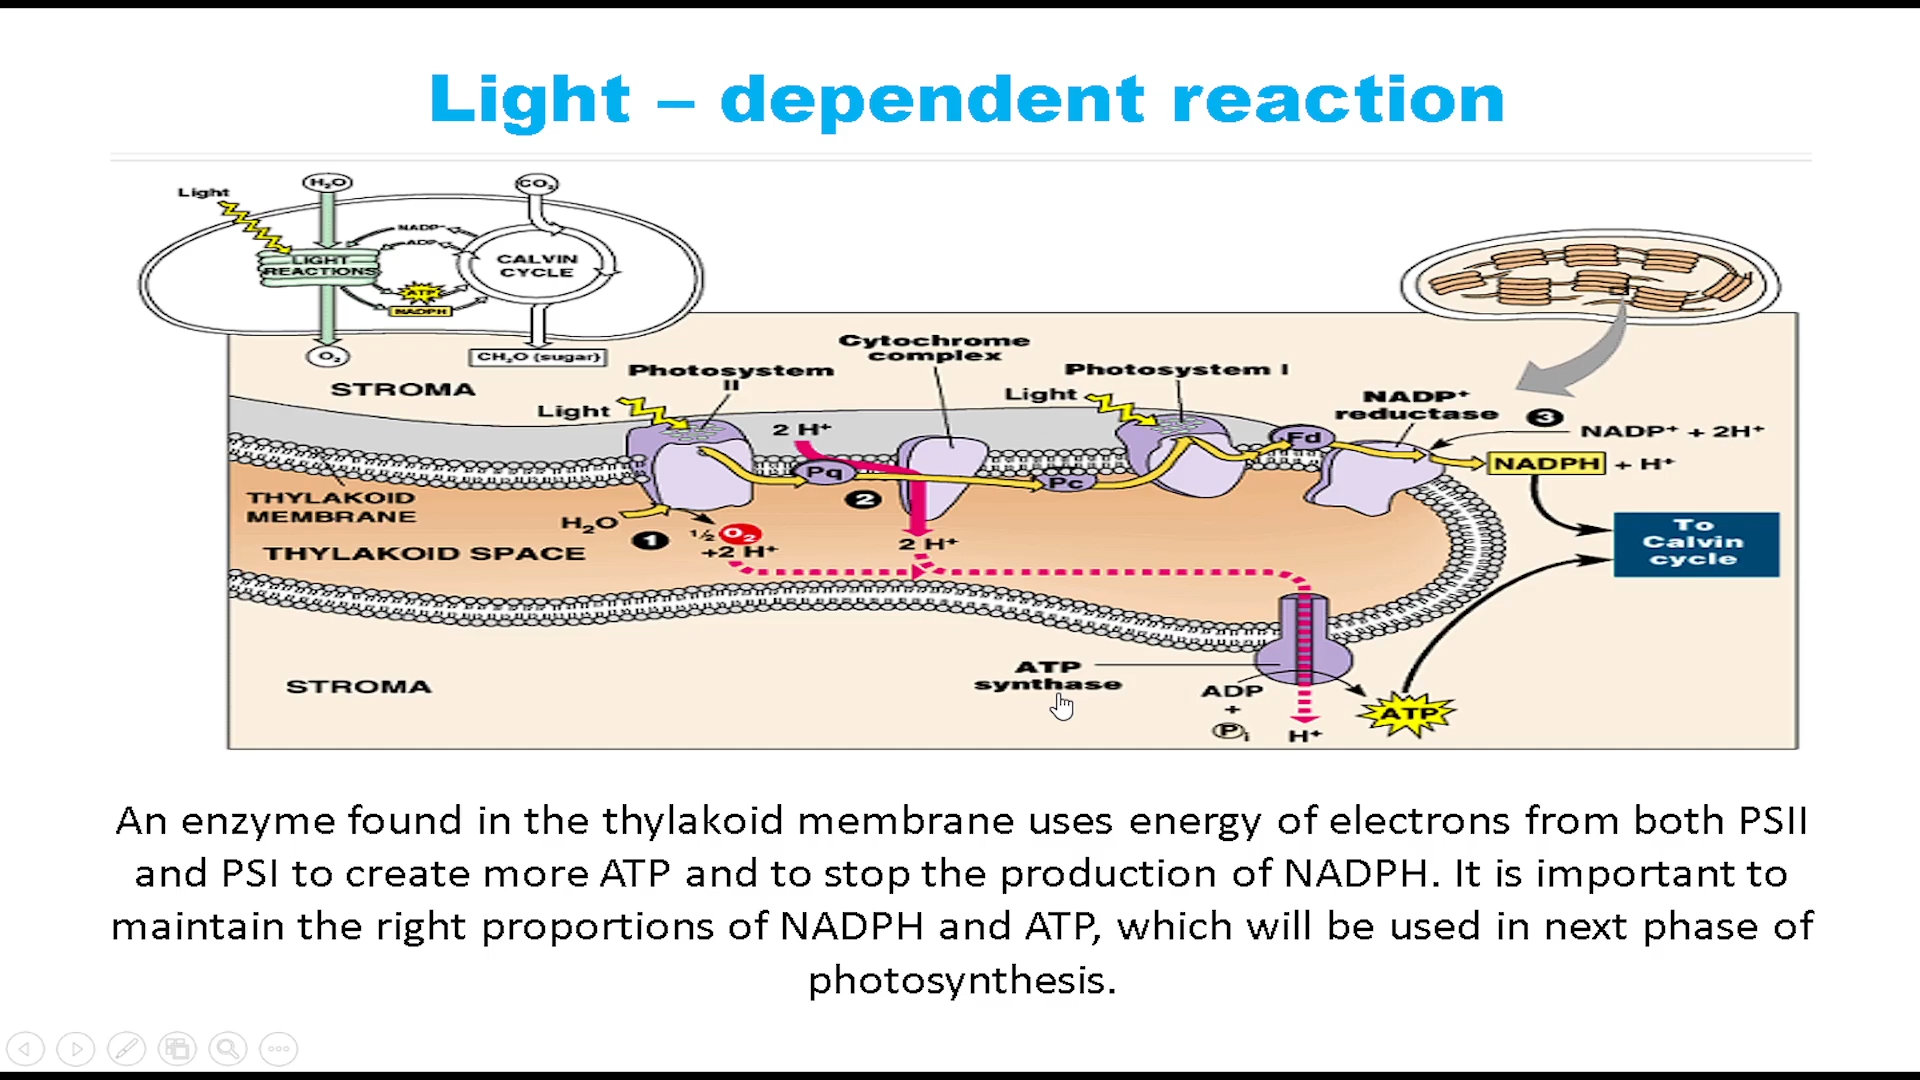 Light – dependent reaction
Light
H₂O
CO₂
NADP⁺
ADP
LIGHT
REACTIONS
CALVIN
CYCLE
ATP
NADPH
O₂
CH₂O (sugar)
STROMA
Photosystem
II
Cytochrome
complex
Photosystem I
Light
Light
NADP⁺
reductase
3
2 H⁺
Fd
NADP⁺ + 2H⁺
Pq
Pc
NADPH + H⁺
2
THYLAKOID
MEMBRANE
H₂O
1
½ O₂
+2 H⁺
2 H⁺
THYLAKOID SPACE
To
Calvin
cycle
STROMA
ATP
synthase
ADP
+
Pᵢ
H⁺
ATP
An enzyme found in the thylakoid membrane uses energy of electrons from both PSII
and PSI to create more ATP and to stop the production of NADPH. It is important to
maintain the right proportions of NADPH and ATP, which will be used in next phase of
photosynthesis.